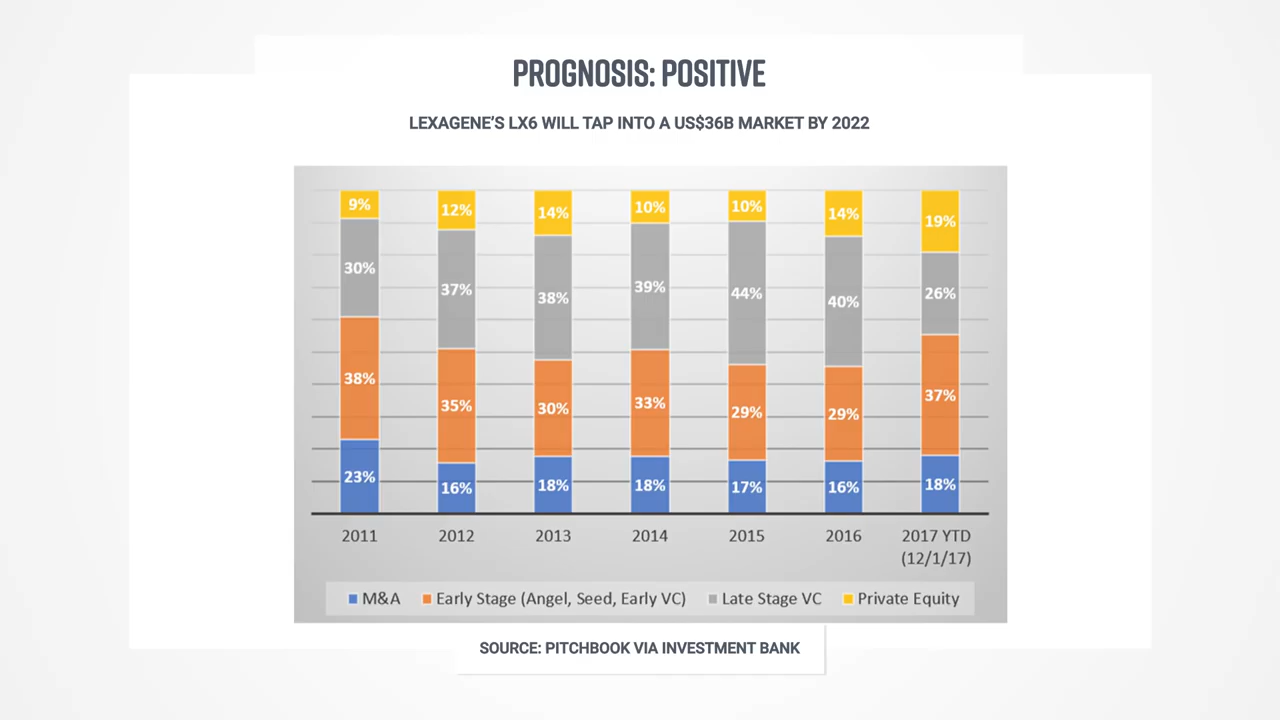 PROGNOSIS: POSITIVE
LEXAGENE'S LX6 WILL TAP INTO A US$36B MARKET BY 2022
9% 12% 14% 10% 10% 14% 19%
30% 37% 38% 39% 44% 40% 26%
38% 35% 30% 33% 29% 29% 37%
23% 16% 18% 18% 17% 16% 18%
2011 2012 2013 2014 2015 2016 2017 YTD
(12/1/17)
M&A Early Stage (Angel, Seed, Early VC) Late Stage VC Private Equity
SOURCE: PITCHBOOK VIA INVESTMENT BANK